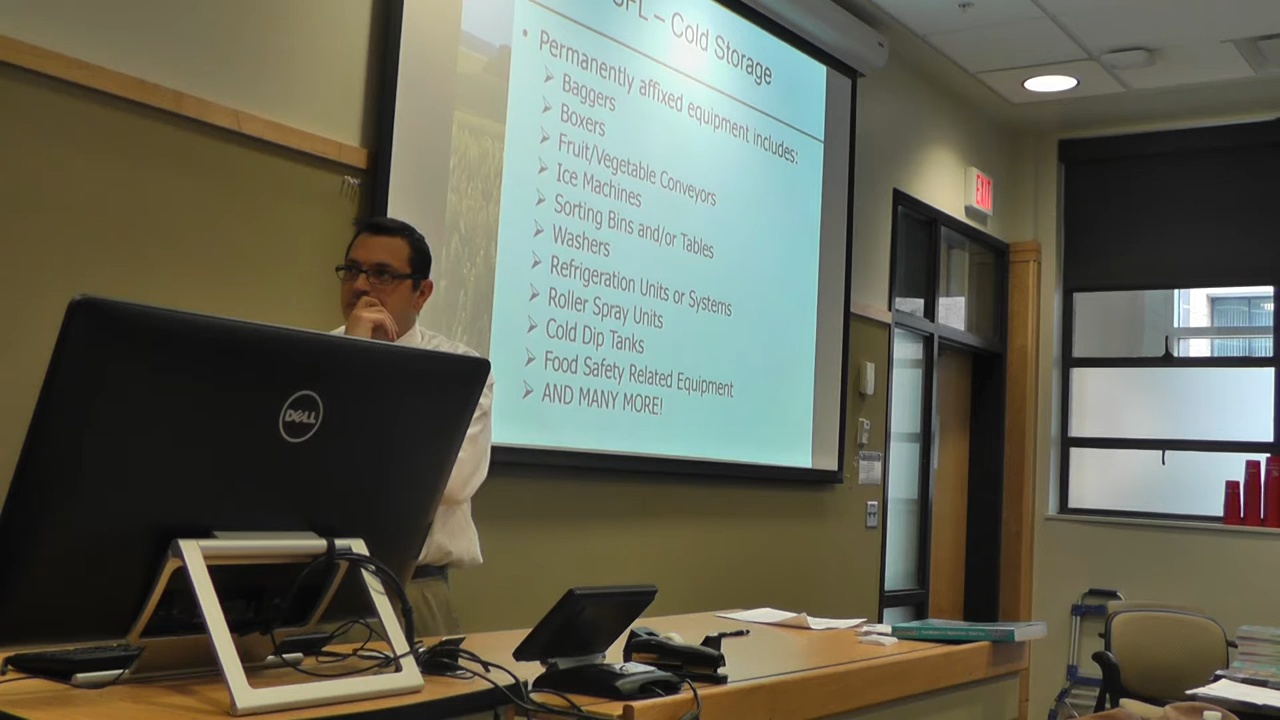 SFL – Cold Storage
• Permanently affixed equipment includes:
➢ Baggers
➢ Boxers
➢ Fruit/Vegetable Conveyors
➢ Ice Machines
➢ Sorting Bins and/or Tables
➢ Washers
➢ Refrigeration Units or Systems
➢ Roller Spray Units
➢ Cold Dip Tanks
➢ Food Safety Related Equipment
➢ AND MANY MORE!
EXIT
DELL